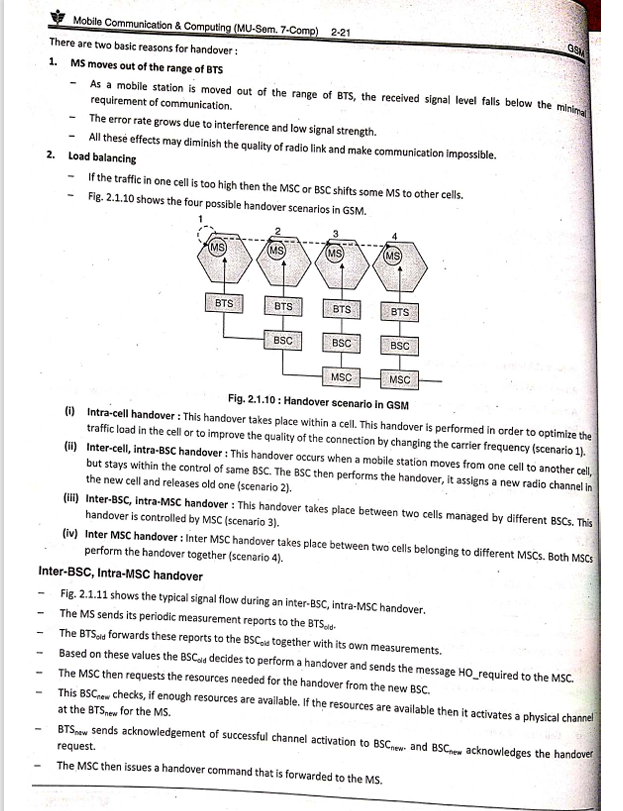 Mobile Communication & Computing (MU-Sem. 7-Comp) 2-21
GSM
There are two basic reasons for handover :
1. MS moves out of the range of BTS
– As a mobile station is moved out of the range of BTS, the received signal level falls below the minimal
requirement of communication.
– The error rate grows due to interference and low signal strength.
– All these effects may diminish the quality of radio link and make communication impossible.
2. Load balancing
– If the traffic in one cell is too high then the MSC or BSC shifts some MS to other cells.
– Fig. 2.1.10 shows the four possible handover scenarios in GSM.
1 2 3 4
MS MS MS MS
BTS BTS BTS BTS
BSC BSC BSC
MSC MSC
Fig. 2.1.10 : Handover scenario in GSM
(i) Intra-cell handover : This handover takes place within a cell. This handover is performed in order to optimize the
traffic load in the cell or to improve the quality of the connection by changing the carrier frequency (scenario 1).
(ii) Inter-cell, intra-BSC handover : This handover occurs when a mobile station moves from one cell to another cell,
but stays within the control of same BSC. The BSC then performs the handover, it assigns a new radio channel in
the new cell and releases old one (scenario 2).
(iii) Inter-BSC, intra-MSC handover : This handover takes place between two cells managed by different BSCs. This
handover is controlled by MSC (scenario 3).
(iv) Inter MSC handover : Inter MSC handover takes place between two cells belonging to different MSCs. Both MSCs
perform the handover together (scenario 4).
Inter-BSC, Intra-MSC handover
– Fig. 2.1.11 shows the typical signal flow during an inter-BSC, intra-MSC handover.
– The MS sends its periodic measurement reports to the BTSold.
– The BTSold forwards these reports to the BSCold together with its own measurements.
– Based on these values the BSCold decides to perform a handover and sends the message HO_required to the MSC.
– The MSC then requests the resources needed for the handover from the new BSC.
– This BSCnew checks, if enough resources are available. If the resources are available then it activates a physical channel
at the BTSnew for the MS.
– BTSnew sends acknowledgement of successful channel activation to BSCnew. and BSCnew acknowledges the handover
request.
– The MSC then issues a handover command that is forwarded to the MS.